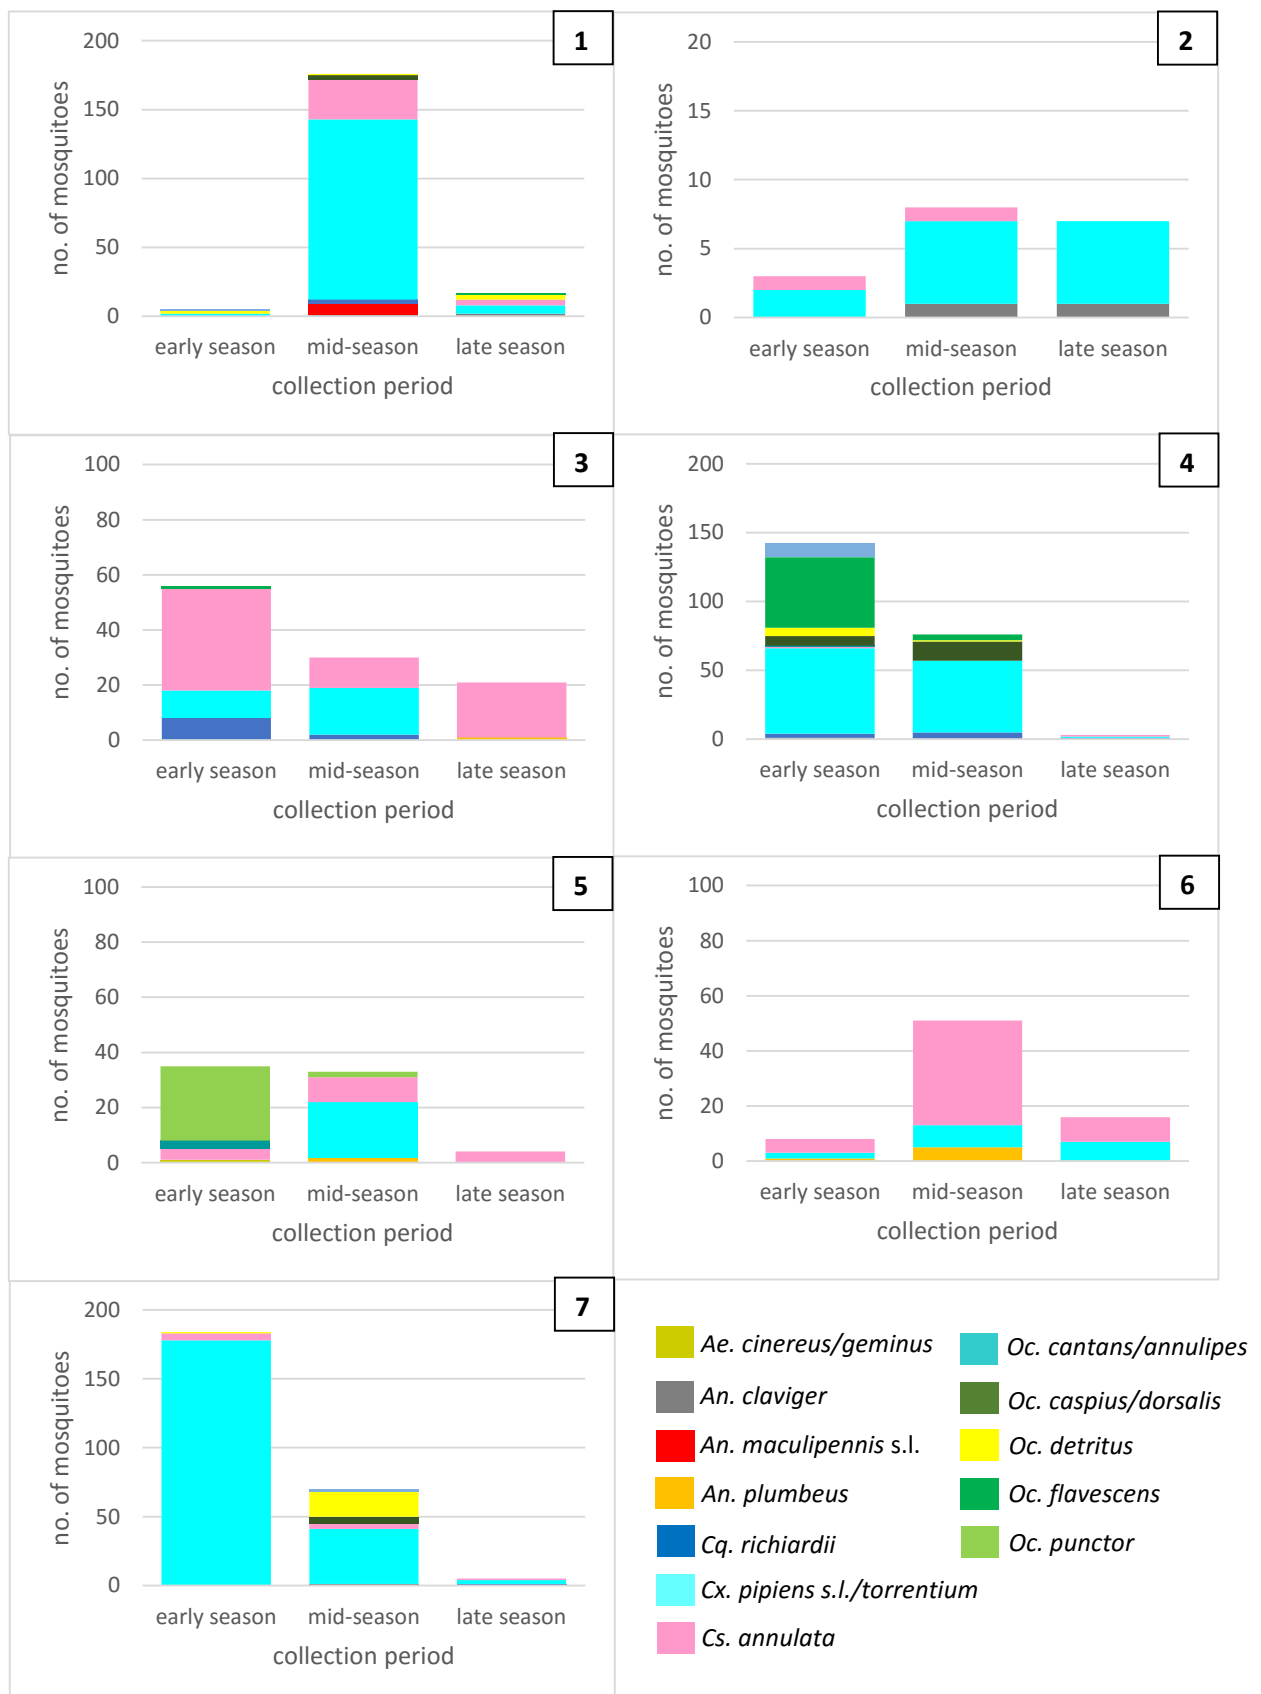 1
200
150
100
50
0
no. of mosquitoes
early season mid-season late season
collection period
2
20
15
10
5
0
no. of mosquitoes
early season mid-season late season
collection period
3
100
80
60
40
20
0
no. of mosquitoes
early season mid-season late season
collection period
4
200
150
100
50
0
no. of mosquitoes
early season mid-season late season
collection period
5
100
80
60
40
20
0
no. of mosquitoes
early season mid-season late season
collection period
6
100
80
60
40
20
0
no. of mosquitoes
early season mid-season late season
collection period
7
200
150
100
50
0
no. of mosquitoes
early season mid-season late season
collection period
Ae. cinereus/geminus
An. claviger
An. maculipennis s.l.
An. plumbeus
Cq. richiardii
Cx. pipiens s.l./torrentium
Cs. annulata
Oc. cantans/annulipes
Oc. caspius/dorsalis
Oc. detritus
Oc. flavescens
Oc. punctor